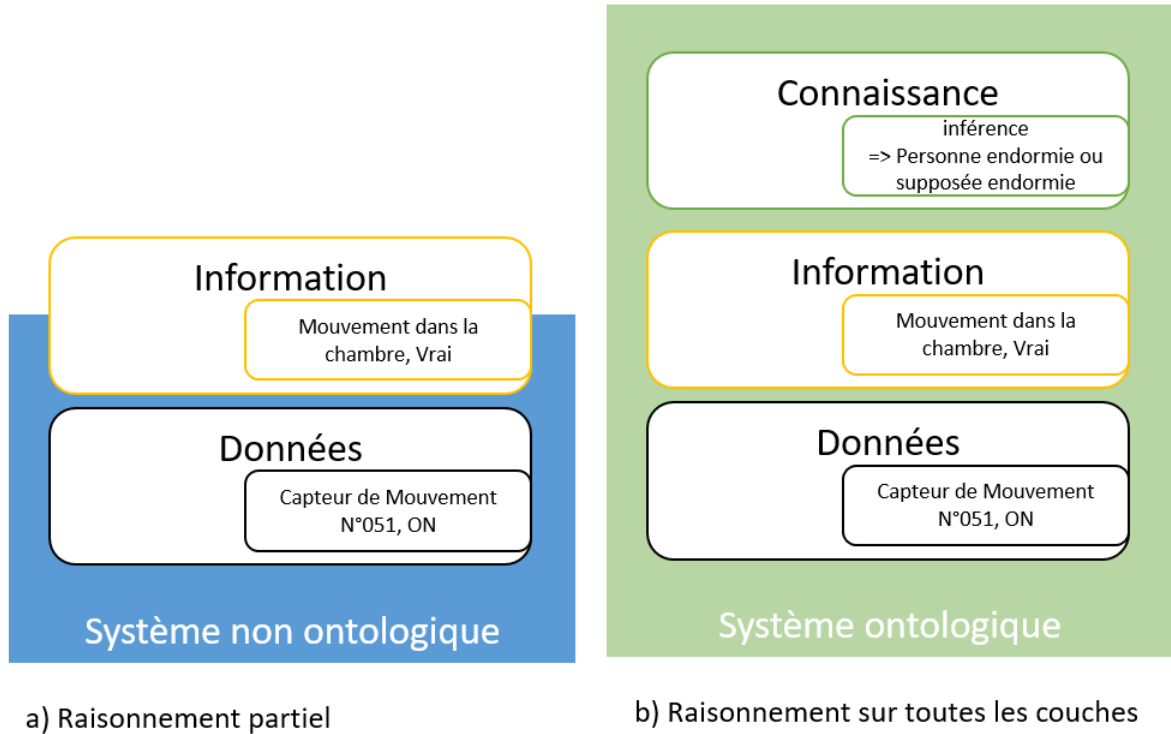 Information
Mouvement dans la
chambre, Vrai
Données
Capteur de Mouvement
N°051, ON
Système non ontologique
a) Raisonnement partiel
Connaissance
inférence
=> Personne endormie ou
supposée endormie
Information
Mouvement dans la
chambre, Vrai
Données
Capteur de Mouvement
N°051, ON
Système ontologique
b) Raisonnement sur toutes les couches